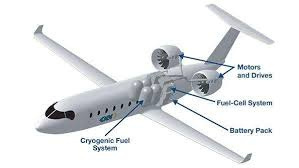 Motors
and Drives
Fuel-Cell System
Battery Pack
Cryogenic Fuel
System